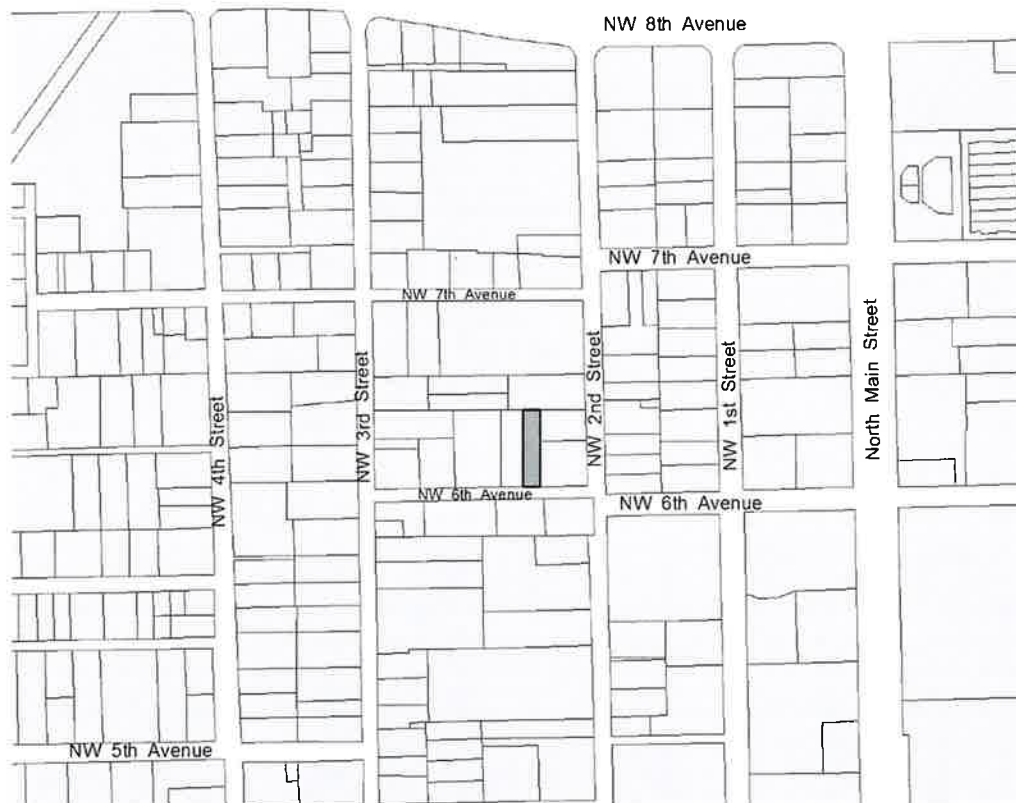 NW 8th Avenue
NW 7th Avenue
NW 7th Avenue
NW 4th Street
NW 3rd Street
NW 2nd Street
NW 1st Street
North Main Street
NW 6th Avenue
NW 6th Avenue
NW 5th Avenue